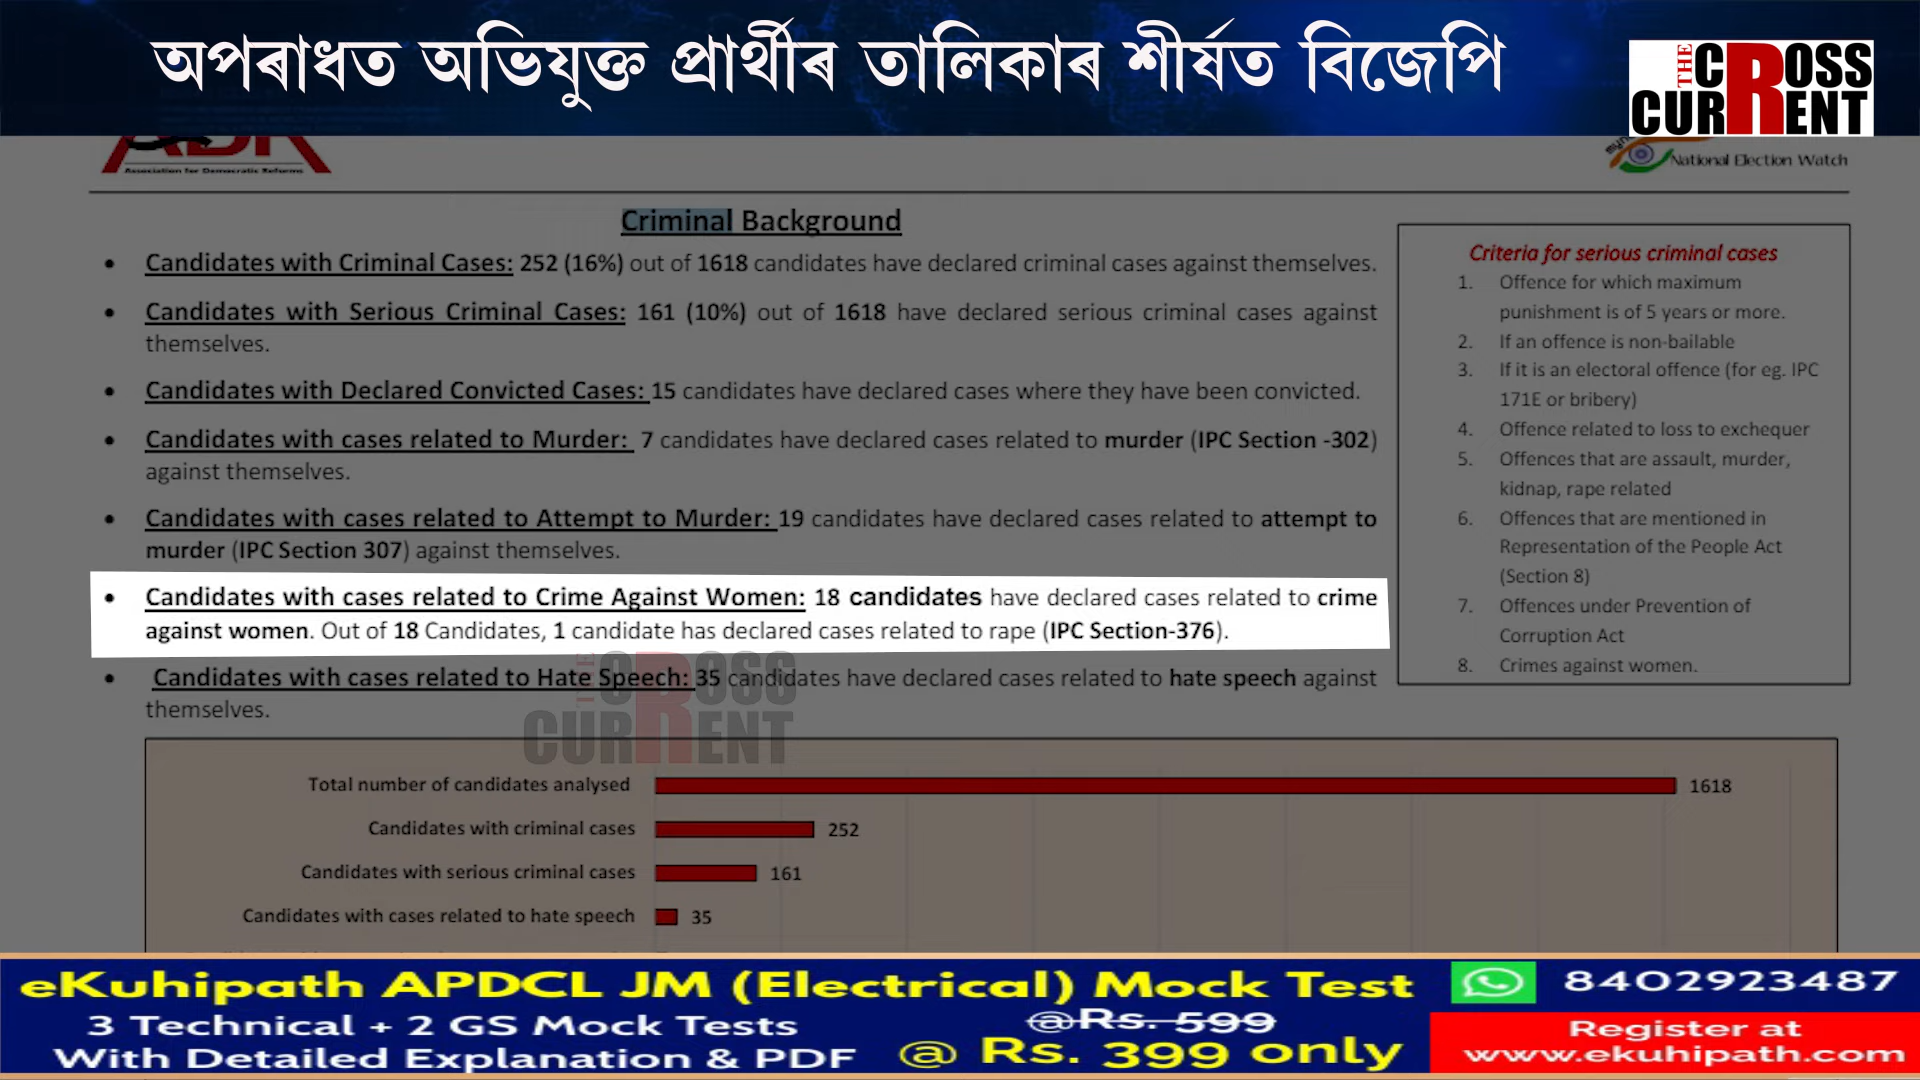 অপৰাধত অভিযুক্ত প্ৰাৰ্থীৰ তালিকাৰ শীৰ্ষত বিজেপি
THE CROSS
CURRENT
ADR
Association for Democratic Reforms
National Election Watch
Criminal Background
• Candidates with Criminal Cases: 252 (16%) out of 1618 candidates have declared criminal cases against themselves.
• Candidates with Serious Criminal Cases: 161 (10%) out of 1618 have declared serious criminal cases against
themselves.
• Candidates with Declared Convicted Cases: 15 candidates have declared cases where they have been convicted.
• Candidates with cases related to Murder: 7 candidates have declared cases related to murder (IPC Section -302)
against themselves.
• Candidates with cases related to Attempt to Murder: 19 candidates have declared cases related to attempt to
murder (IPC Section 307) against themselves.
• Candidates with cases related to Crime Against Women: 18 candidates have declared cases related to crime
against women. Out of 18 Candidates, 1 candidate has declared cases related to rape (IPC Section-376).
• Candidates with cases related to Hate Speech: 35 candidates have declared cases related to hate speech against
themselves.
Criteria for serious criminal cases
1. Offence for which maximum
punishment is of 5 years or more.
2. If an offence is non-bailable
3. If it is an electoral offence (for eg. IPC
171E or bribery)
4. Offence related to loss to exchequer
5. Offences that are assault, murder,
kidnap, rape related
6. Offences that are mentioned in
Representation of the People Act
(Section 8)
7. Offences under Prevention of
Corruption Act
8. Crimes against women.
THE CROSS
CURRENT
Total number of candidates analysed 1618
Candidates with criminal cases 252
Candidates with serious criminal cases 161
Candidates with cases related to hate speech 35
eKuhipath APDCL JM (Electrical) Mock Test
3 Technical + 2 GS Mock Tests
With Detailed Explanation & PDF
@Rs. 599
@ Rs. 399 only
8402923487
Register at
www.ekuhipath.com